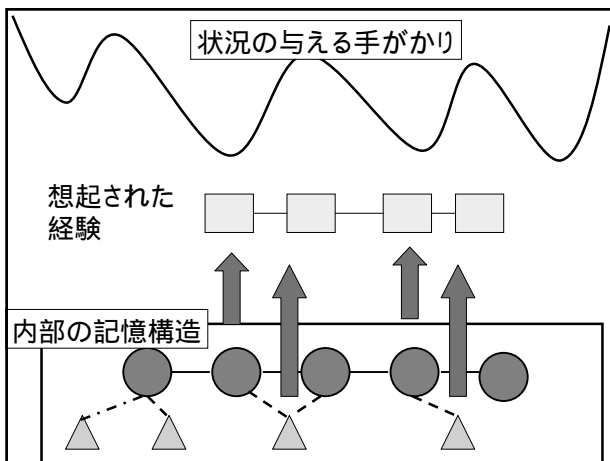 状況の与える手がかり
想起された
経験
内部の記憶構造